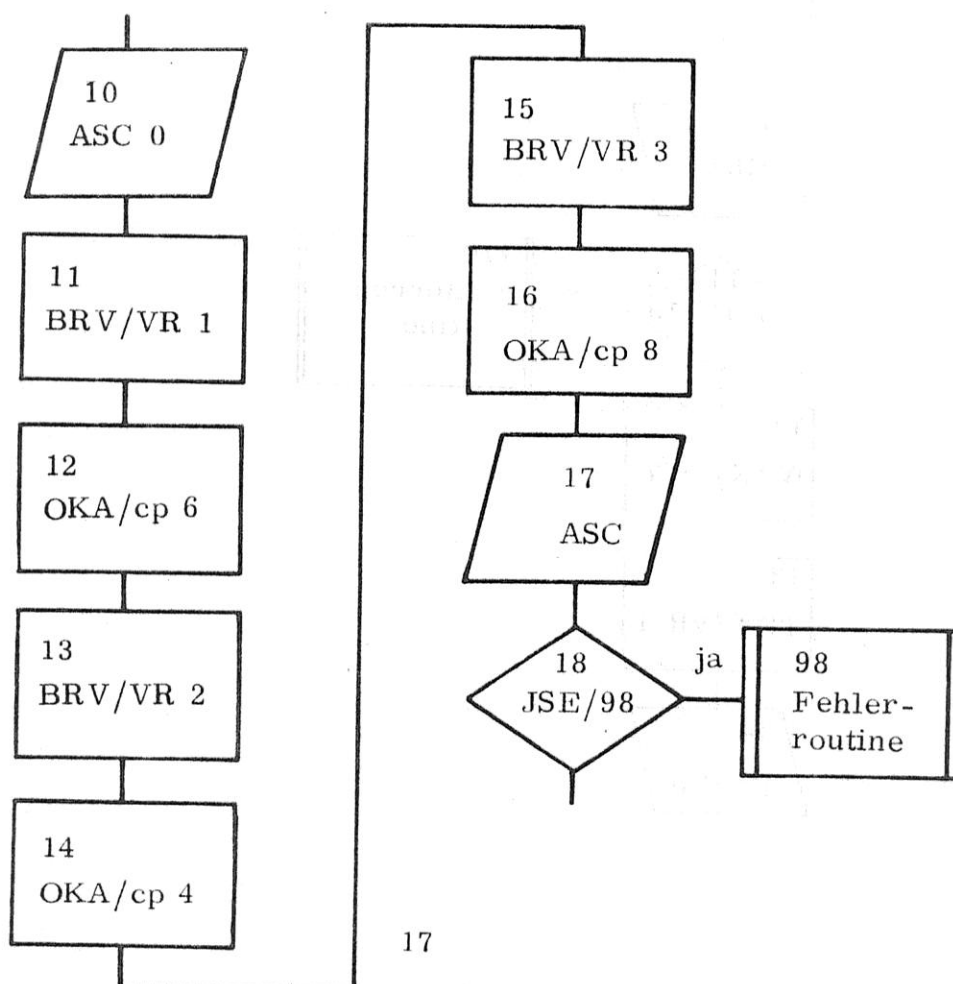 10
ASC 0
11
BRV/VR 1
12
OKA/cp 6
13
BRV/VR 2
14
OKA/cp 4
15
BRV/VR 3
16
OKA/cp 8
17
ASC
18
JSE/98
ja
98
Fehler-
routine
17